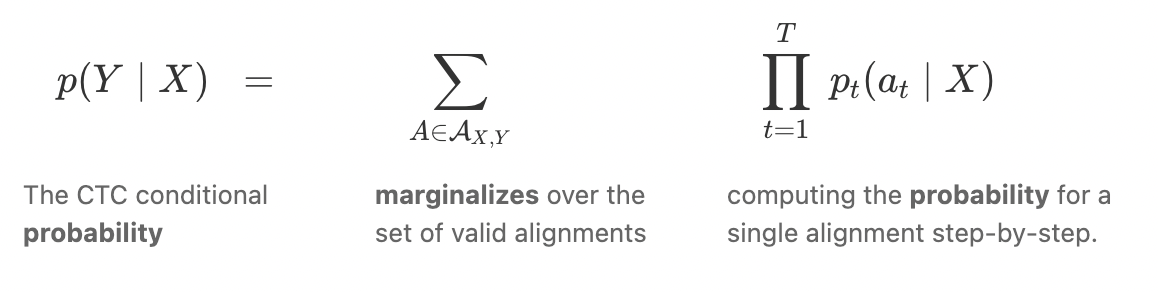 p(Y | X) = ∑_{A∈𝒜_{X,Y}} ∏_{t=1}^{T} p_t(a_t | X)
The CTC conditional
probability
marginalizes over the
set of valid alignments
computing the probability for a
single alignment step-by-step.